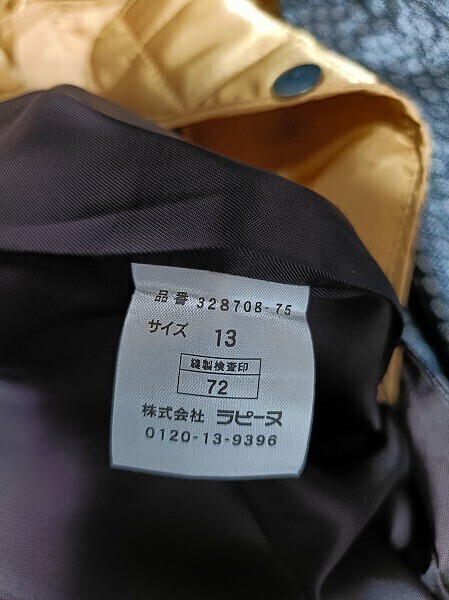 品番 328708-75
サイズ 13
縫製検査印
72
株式会社 ラピーヌ
0120-13-9396